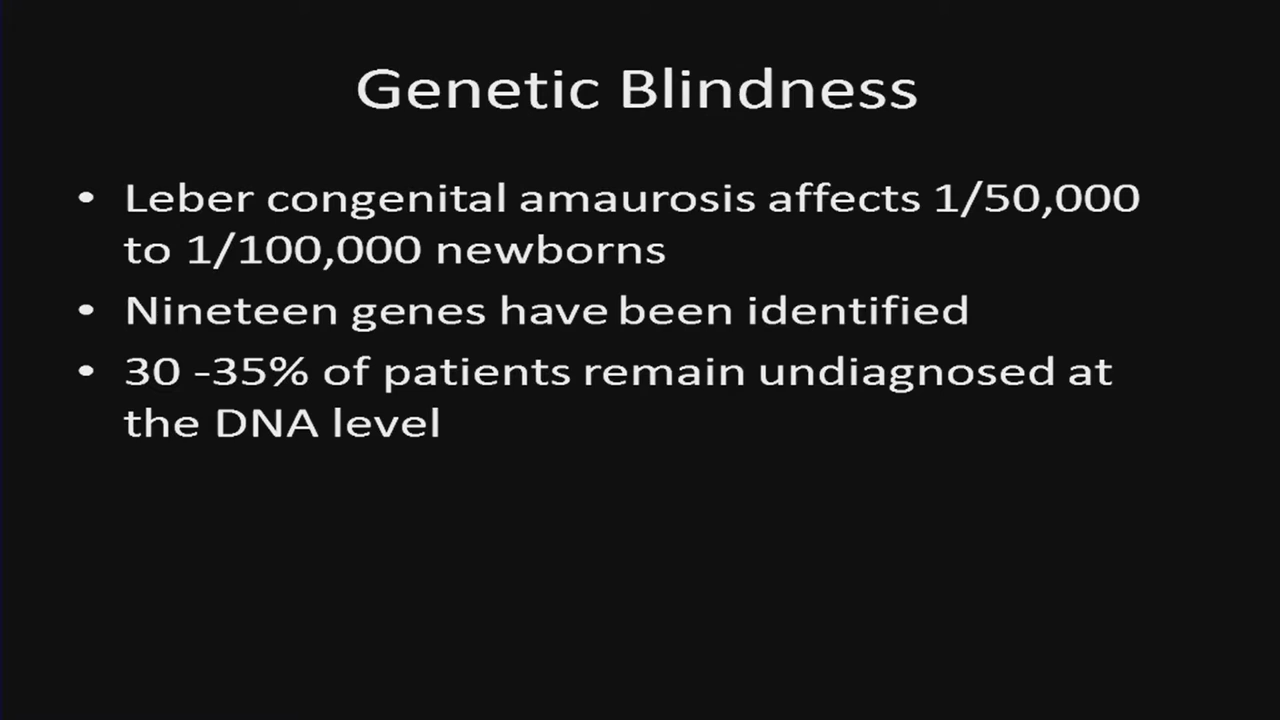 Genetic Blindness
• Leber congenital amaurosis affects 1/50,000
to 1/100,000 newborns
• Nineteen genes have been identified
• 30 -35% of patients remain undiagnosed at
the DNA level